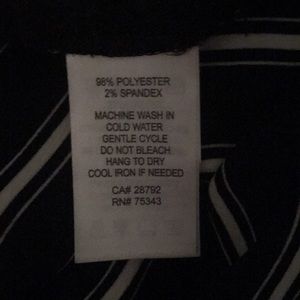 98% POLYESTER
2% SPANDEX
MACHINE WASH IN
COLD WATER
GENTLE CYCLE
DO NOT BLEACH
HANG TO DRY
COOL IRON IF NEEDED
CA# 28792
RN# 75343